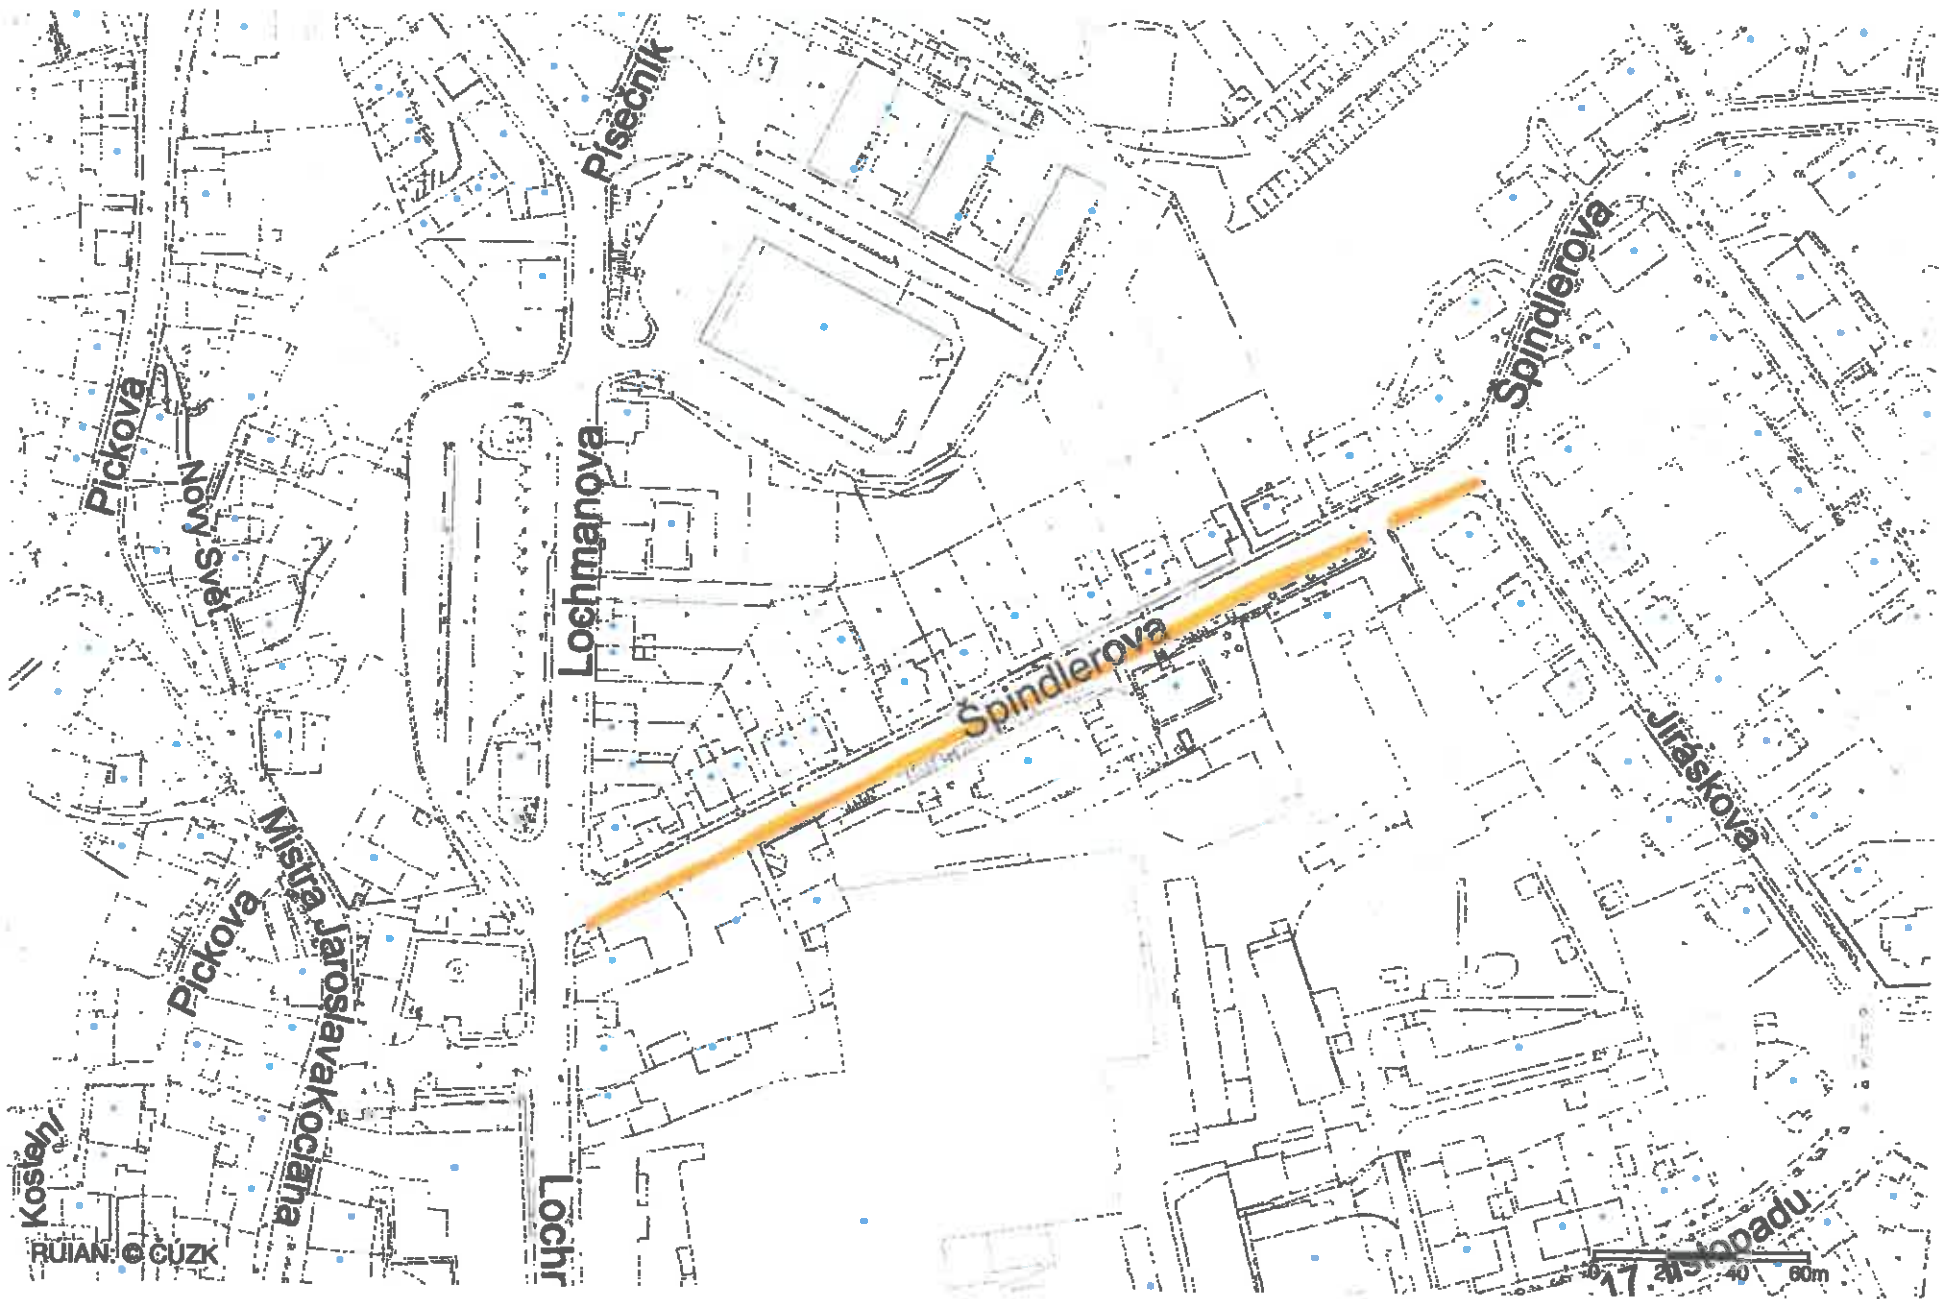 Písečník
Špindlerova
Pickova
Nový Svět
Lochmanova
Špindlerova
Jiráskova
Mistra Jaroslava Kociana
Pickova
Kostelní
Lochr
17. listopadu
RÚIAN: © ČÚZK
0 20 40 60m